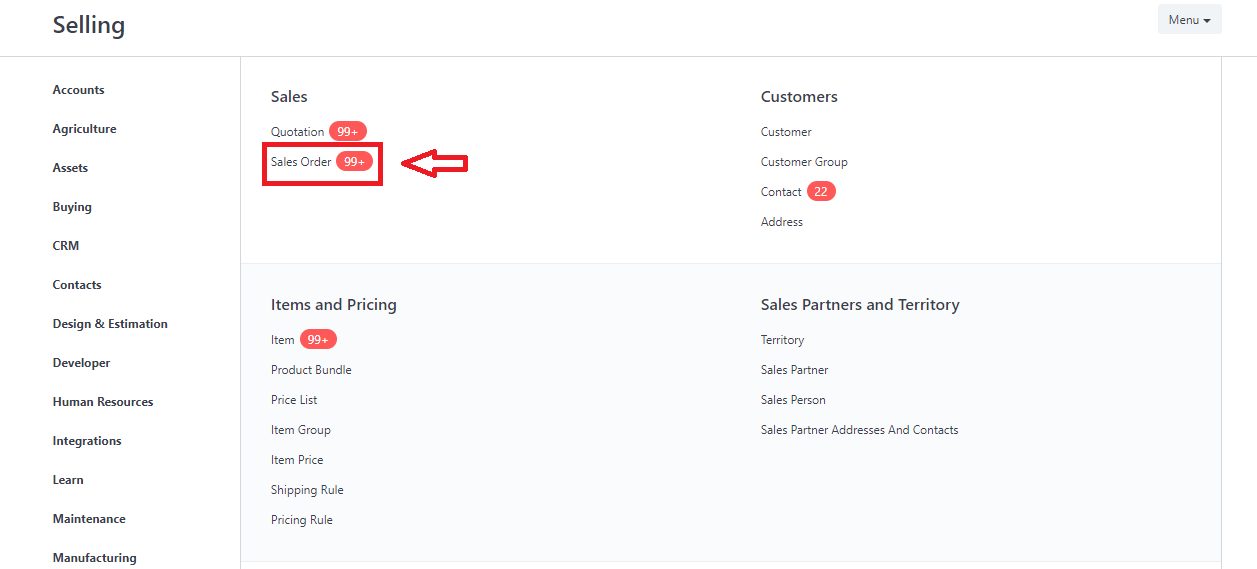 Selling
Menu
Accounts
Agriculture
Assets
Buying
CRM
Contacts
Design & Estimation
Developer
Human Resources
Integrations
Learn
Maintenance
Manufacturing
Sales
Quotation 99+
Sales Order 99+
Customers
Customer
Customer Group
Contact 22
Address
Items and Pricing
Item 99+
Product Bundle
Price List
Item Group
Item Price
Shipping Rule
Pricing Rule
Sales Partners and Territory
Territory
Sales Partner
Sales Person
Sales Partner Addresses And Contacts